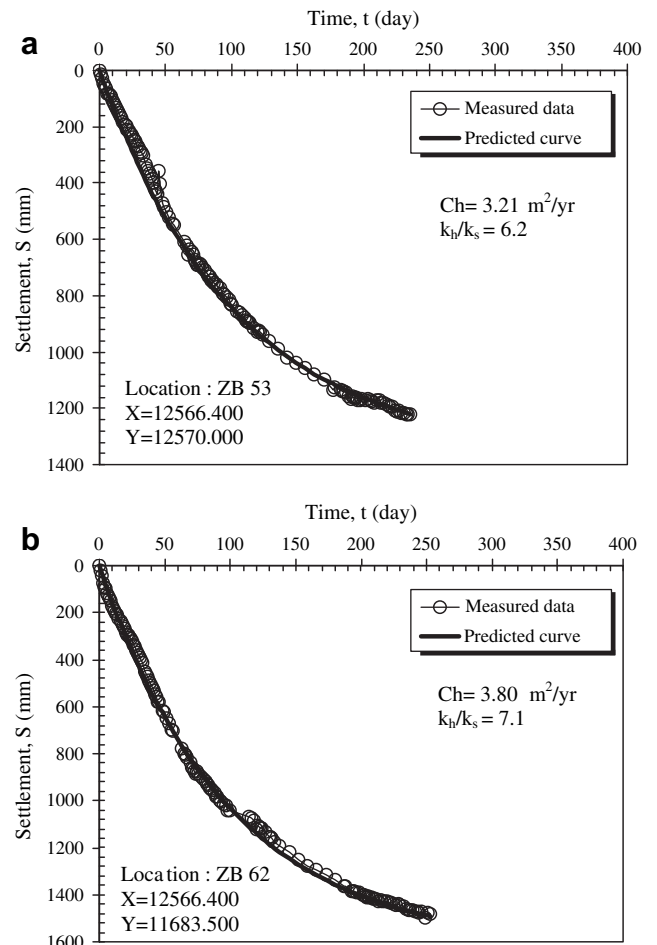 a
Time, t (day)
0 50 100 150 200 250 300 350 400
0
200
400
600
800
1000
1200
1400
Settlement, S (mm)
Measured data
Predicted curve
Ch= 3.21 m²/yr
kₕ/kₛ = 6.2
Location : ZB 53
X=12566.400
Y=12570.000
b
Time, t (day)
0 50 100 150 200 250 300 350 400
0
200
400
600
800
1000
1200
1400
1600
Settlement, S (mm)
Measured data
Predicted curve
Ch= 3.80 m²/yr
kₕ/kₛ = 7.1
Location : ZB 62
X=12566.400
Y=11683.500